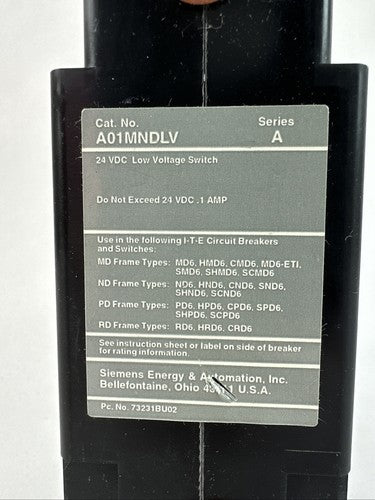 Cat. No. Series
A01MNDLV A
24 VDC Low Voltage Switch
Do Not Exceed 24 VDC .1 AMP
Use in the following I-T-E Circuit Breakers
and Switches:
MD Frame Types: MD6, HMD6, CMD6, MD6-ETI,
SMD6, SHMD6, SCMD6
ND Frame Types: ND6, HND6, CND6, SND6,
SHND6, SCND6
PD Frame Types: PD6, HPD6, CPD6, SPD6,
SHPD6, SCPD6
RD Frame Types: RD6, HRD6, CRD6
See instruction sheet or label on side of breaker
for rating information.
Siemens Energy & Automation, Inc.
Bellefontaine, Ohio U.S.A.
Pc. No. 73231BU02